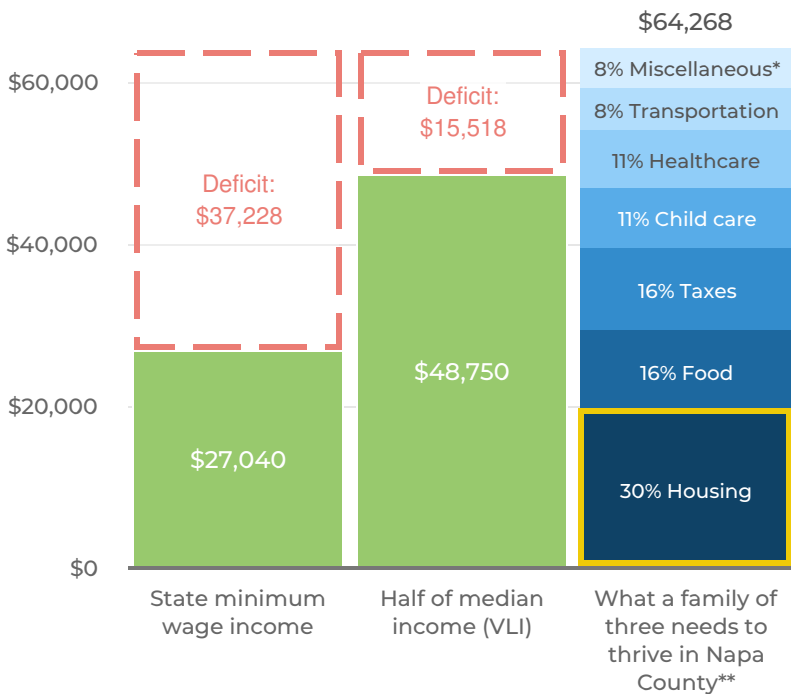 $64,268
$60,000
$40,000
$20,000
$0
Deficit:
$37,228
$27,040
Deficit:
$15,518
$48,750
8% Miscellaneous*
8% Transportation
11% Healthcare
11% Child care
16% Taxes
16% Food
30% Housing
State minimum
wage income
Half of median
income (VLI)
What a family of
three needs to
thrive in Napa
County**